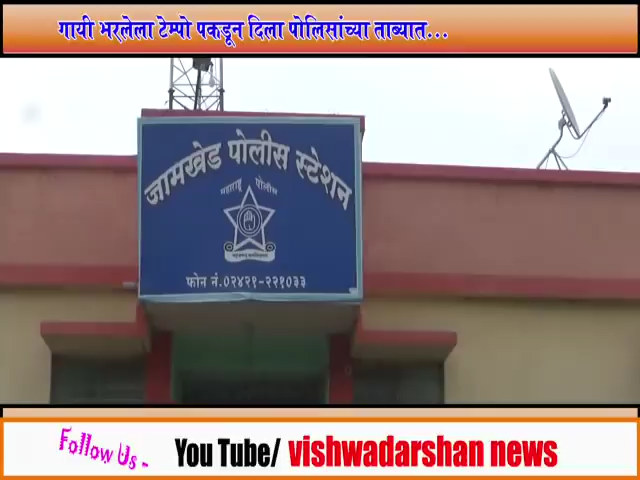 गायी भरलेला टेम्पो पकडून दिला पोलिसांच्या ताब्यात...
जामखेड पोलीस स्टेशन
महाराष्ट्र पोलीस
फोन नं.०२४२१-२२१०३३
Follow Us -
You Tube/ vishwadarshan news